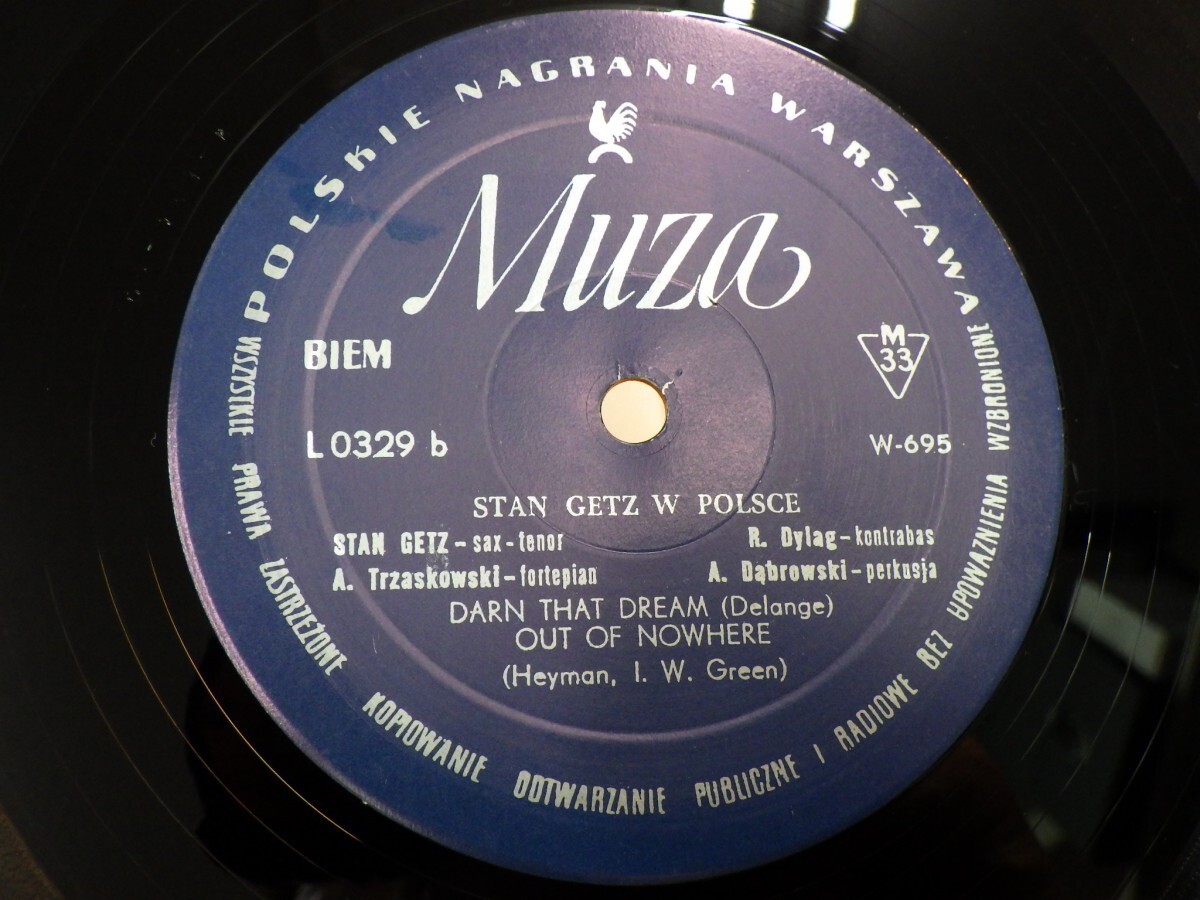 POLSKIE NAGRANIA WARSZAWA
Muza
BIEM
M
33
L 0329 b
W-695
STAN GETZ W POLSCE
STAN GETZ - sax - tenor
R. Dyląg - kontrabas
A. Trzaskowski - fortepian
A. Dąbrowski - perkusja
DARN THAT DREAM (Delange)
OUT OF NOWHERE
(Heyman, I. W. Green)
WSZYSTKIE PRAWA ZASTRZEŻONE KOPIOWANIE ODTWARZANIE PUBLICZNE I RADIOWE BEZ UPOWAŻNIENIA WZBRONIONE